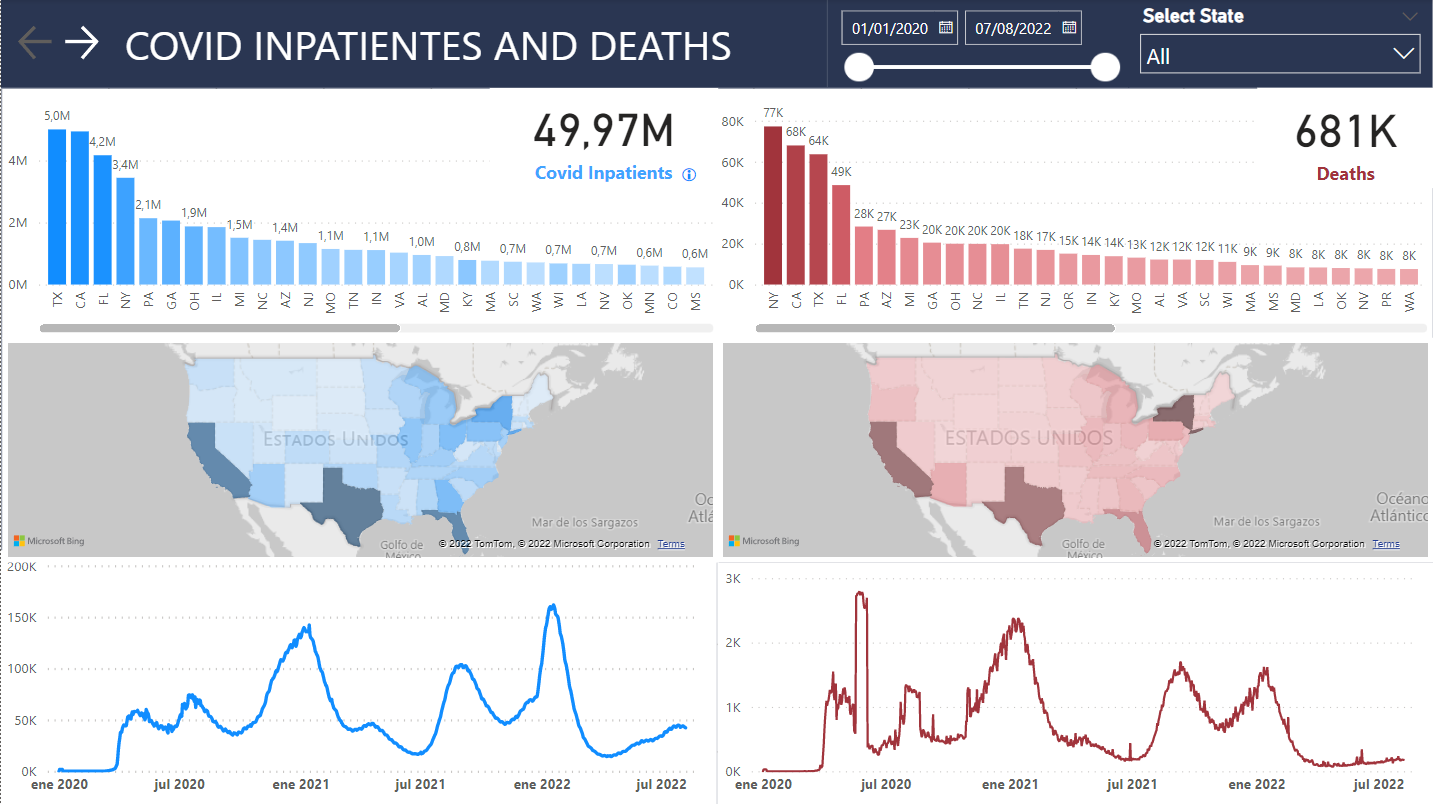 COVID INPATIENTES AND DEATHS
01/01/2020
07/08/2022
Select State
All
49,97M
Covid Inpatients
5,0M
4,2M
3,4M
2,1M
1,9M
1,5M
1,4M
1,1M
1,1M
1,0M
0,8M
0,7M
0,7M
0,7M
0,6M
0,6M
4M
2M
0M
TX CA FL NY PA GA OH IL MI NC AZ NJ MO TN IN VA AL MD KY MA SC WA WI LA NV OK MN CO MS
681K
Deaths
77K 68K 64K 49K 28K 27K 23K 20K 20K 20K 20K 18K 17K 15K 14K 14K 13K 12K 12K 12K 11K 9K 9K 8K 8K 8K 8K 8K 8K
80K
60K
40K
20K
0K
NY CA TX FL PA AZ MI GA OH NC IL TN NJ OR IN KY MO AL VA SC WI MA MS MD LA OK NV PR WA
ESTADOS UNIDOS
Oc
Atlá
Mar de los Sargazos
Golfo de
México
Microsoft Bing
© 2022 TomTom, © 2022 Microsoft Corporation Terms
ESTADOS UNIDOS
Océano
Atlántico
Mar de los Sargazos
Golfo de
México
Microsoft Bing
© 2022 TomTom, © 2022 Microsoft Corporation Terms
200K
150K
100K
50K
0K
ene 2020 jul 2020 ene 2021 jul 2021 ene 2022 jul 2022
3K
2K
1K
0K
ene 2020 jul 2020 ene 2021 jul 2021 ene 2022 jul 2022